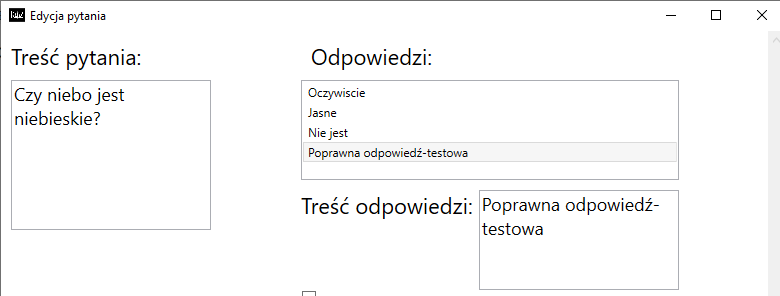 Edycja pytania
Treść pytania:
Odpowiedzi:
Czy niebo jest
niebieskie?
Oczywiscie
Jasne
Nie jest
Poprawna odpowiedź-testowa
Treść odpowiedzi:
Poprawna odpowiedź-
testowa